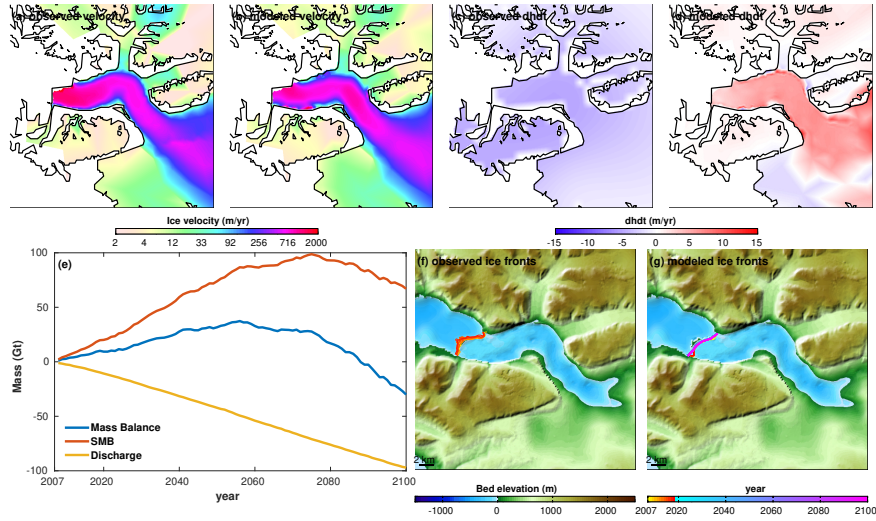 (a) observed velocity
(b) modeled velocity
(c) observed dhdt
(d) modeled dhdt
Ice velocity (m/yr)
2 4 12 33 92 256 716 2000
dhdt (m/yr)
-15 -10 -5 0 5 10 15
(e)
100
50
0
-50
-100
Mass (Gt)
Mass Balance
SMB
Discharge
2007 2020 2040 2060 2080 2100
year
(f) observed ice fronts
2 km
(g) modeled ice fronts
2 km
Bed elevation (m)
-1000 0 1000 2000
year
2007 2020 2040 2060 2080 2100